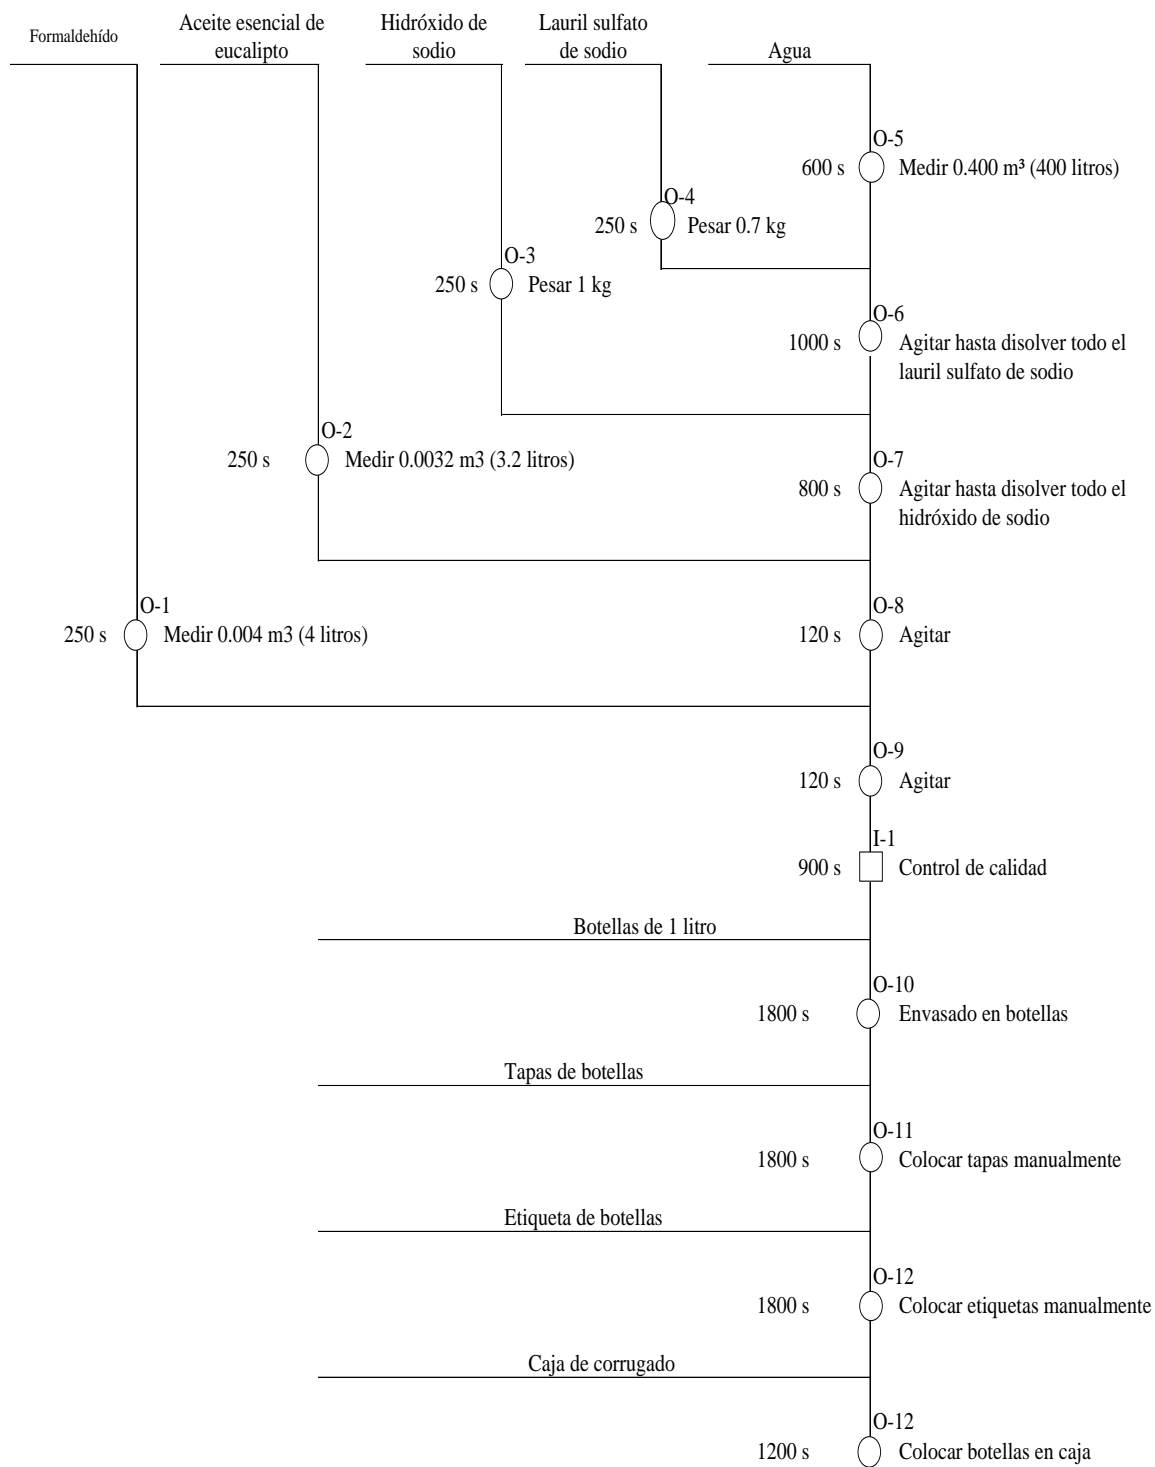 Formaldehído
Aceite esencial de
eucalipto
Hidróxido de
sodio
Lauril sulfato
de sodio
Agua
O-5
600 s
Medir 0.400 m³ (400 litros)
O-4
250 s
Pesar 0.7 kg
O-3
250 s
Pesar 1 kg
O-6
1000 s
Agitar hasta disolver todo el
lauril sulfato de sodio
O-2
250 s
Medir 0.0032 m3 (3.2 litros)
O-7
800 s
Agitar hasta disolver todo el
hidróxido de sodio
O-1
250 s
Medir 0.004 m3 (4 litros)
O-8
120 s
Agitar
O-9
120 s
Agitar
I-1
900 s
Control de calidad
Botellas de 1 litro
O-10
1800 s
Envasado en botellas
Tapas de botellas
O-11
1800 s
Colocar tapas manualmente
Etiqueta de botellas
O-12
1800 s
Colocar etiquetas manualmente
Caja de corrugado
O-12
1200 s
Colocar botellas en caja